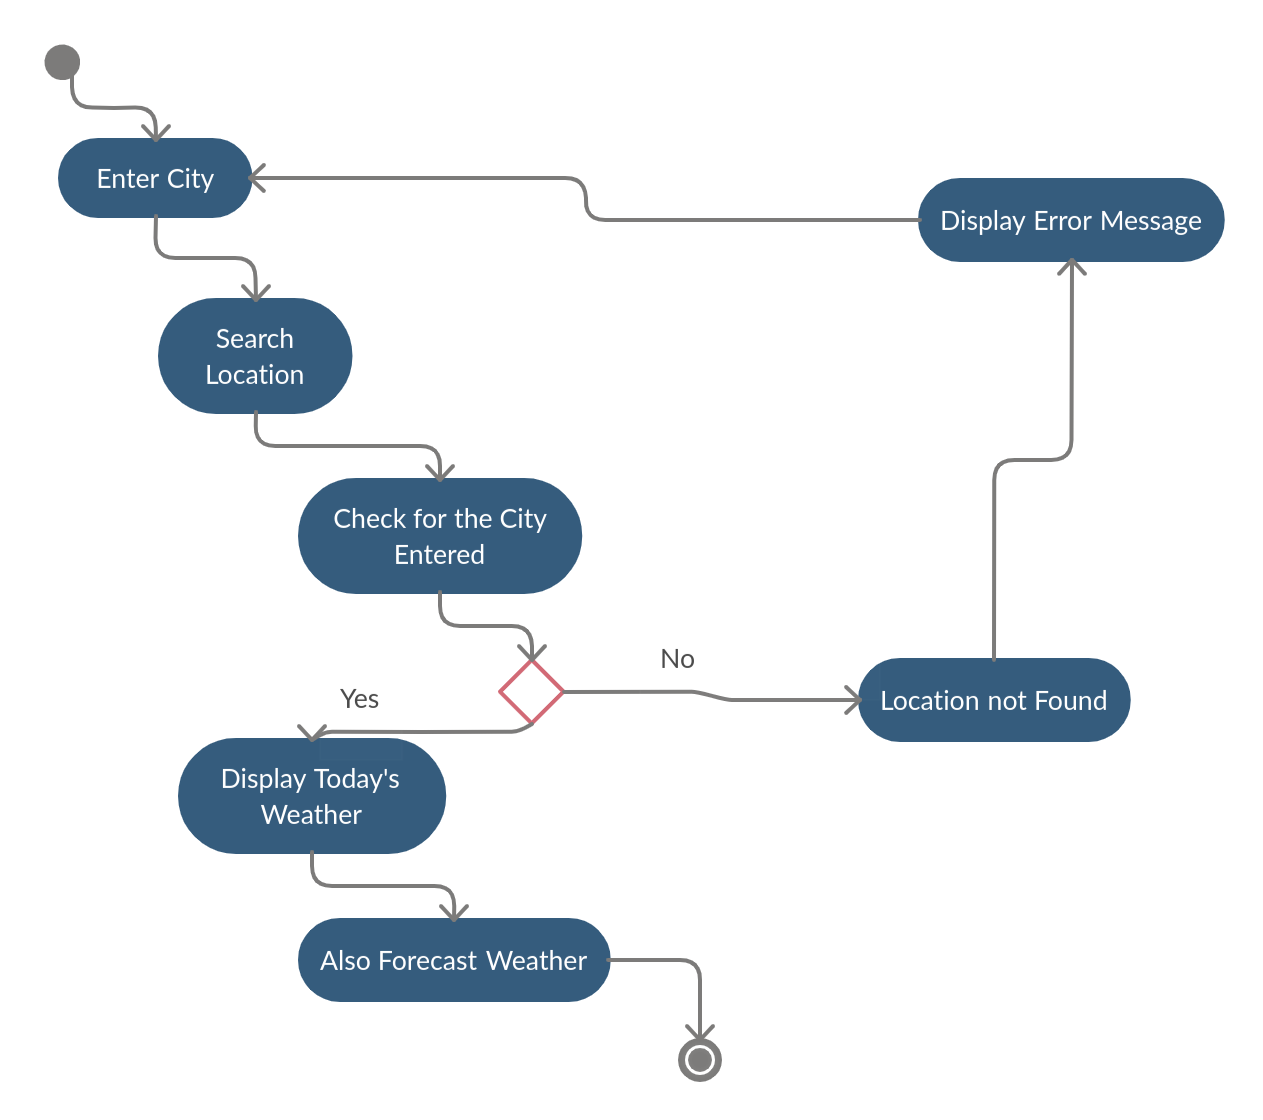 Enter City
Display Error Message
Search
Location
Check for the City
Entered
No
Yes
Location not Found
Display Today's
Weather
Also Forecast Weather